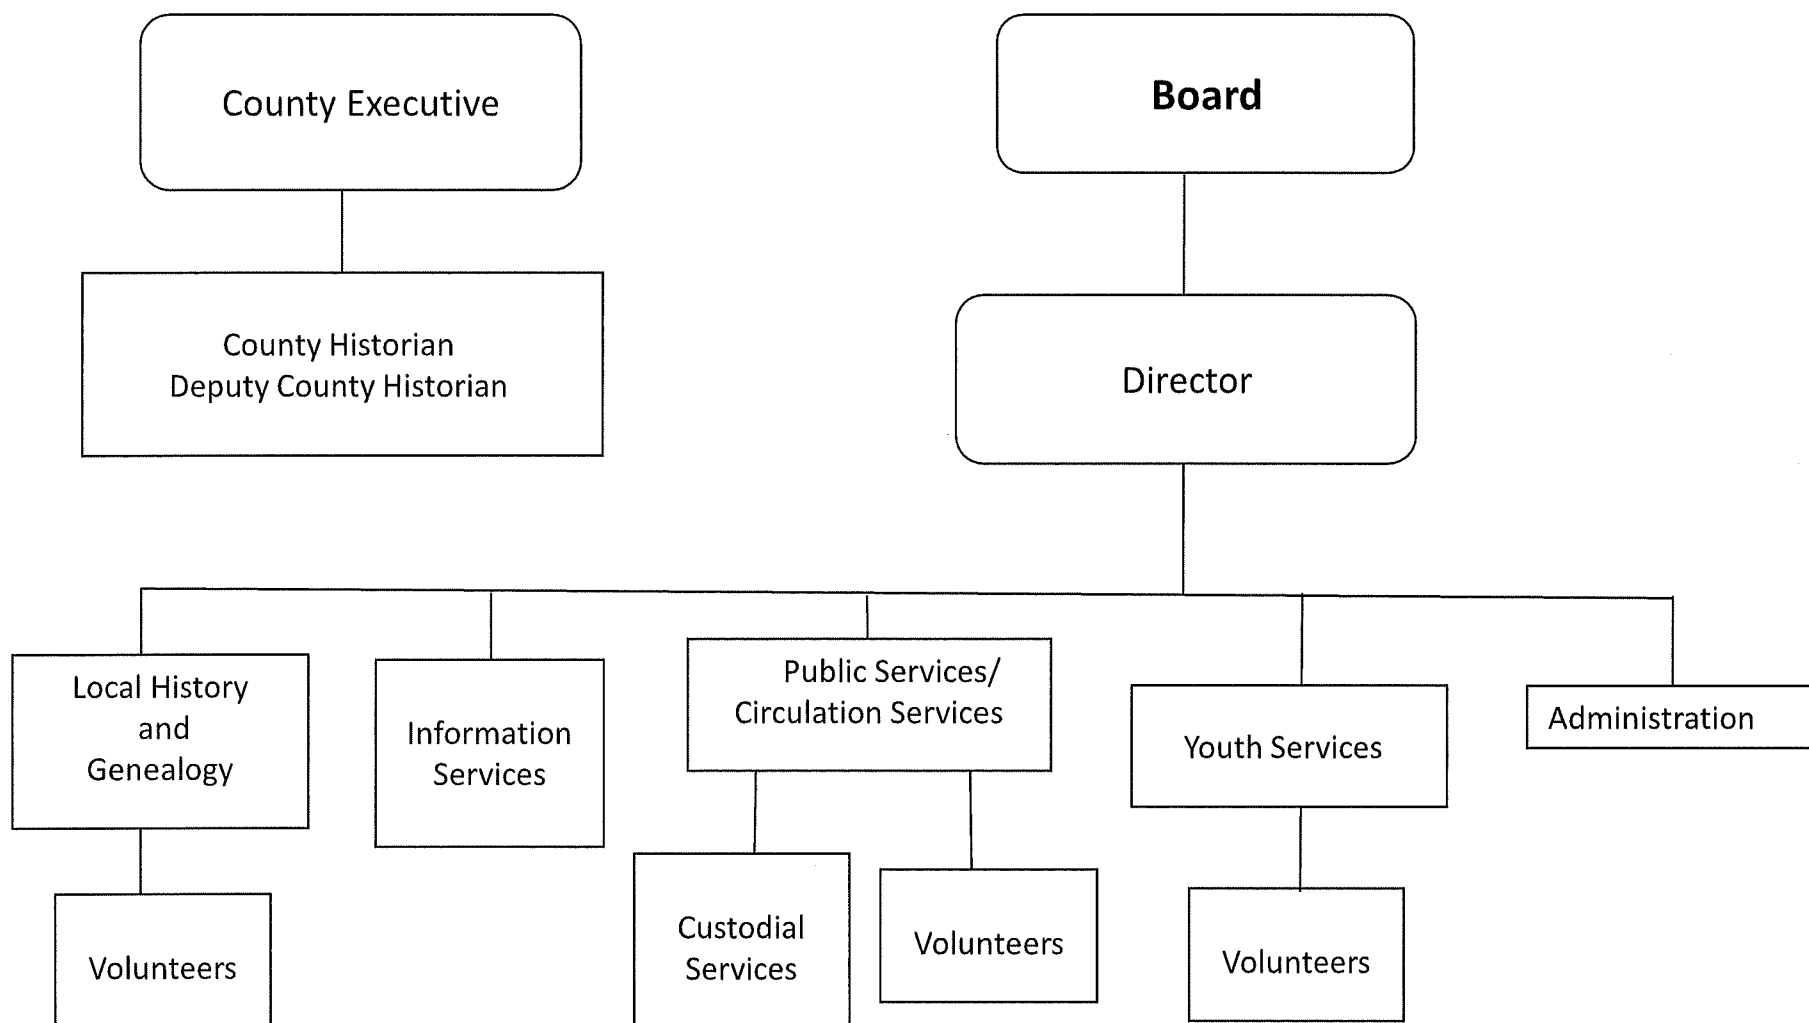 County Executive
Board
County Historian
Deputy County Historian
Director
Local History
and
Genealogy
Information
Services
Public Services/
Circulation Services
Youth Services
Administration
Volunteers
Custodial
Services
Volunteers
Volunteers